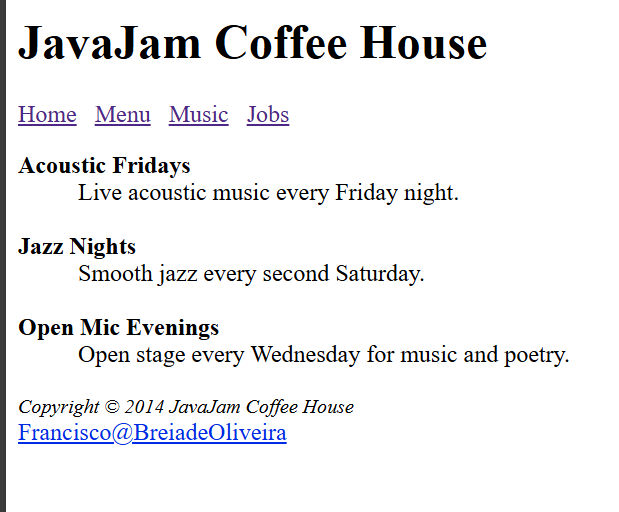 JavaJam Coffee House
Home Menu Music Jobs
Acoustic Fridays
Live acoustic music every Friday night.
Jazz Nights
Smooth jazz every second Saturday.
Open Mic Evenings
Open stage every Wednesday for music and poetry.
Copyright © 2014 JavaJam Coffee House
Francisco@BreiadeOliveira